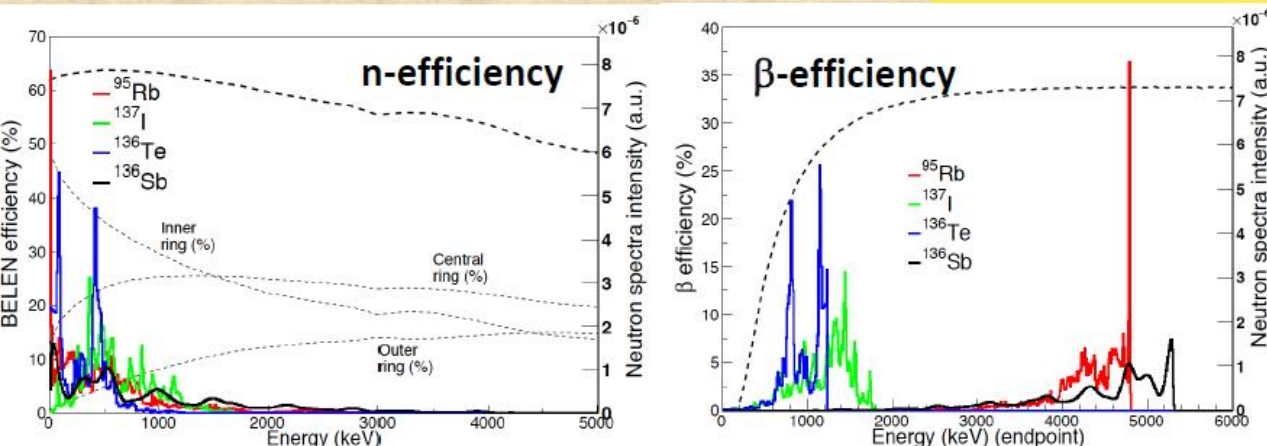 n-efficiency
×10⁻⁶
BELEN efficiency (%)
70
60
50
40
30
20
10
0
⁹⁵Rb
¹³⁷I
¹³⁶Te
¹³⁶Sb
Inner
ring (%)
Central
ring (%)
Outer
ring (%)
8
7
6
5
4
3
2
1
0
Neutron spectra intensity (a.u.)
0
1000
2000
3000
4000
5000
Energy (keV)
β-efficiency
β efficiency (%)
40
35
30
25
20
15
10
5
0
⁹⁵Rb
¹³⁷I
¹³⁶Te
¹³⁶Sb
8
7
6
5
4
3
2
1
0
Neutron spectra intensity (a.u.)
0
1000
2000
3000
4000
5000
6000
Energy (keV) (endpoint)